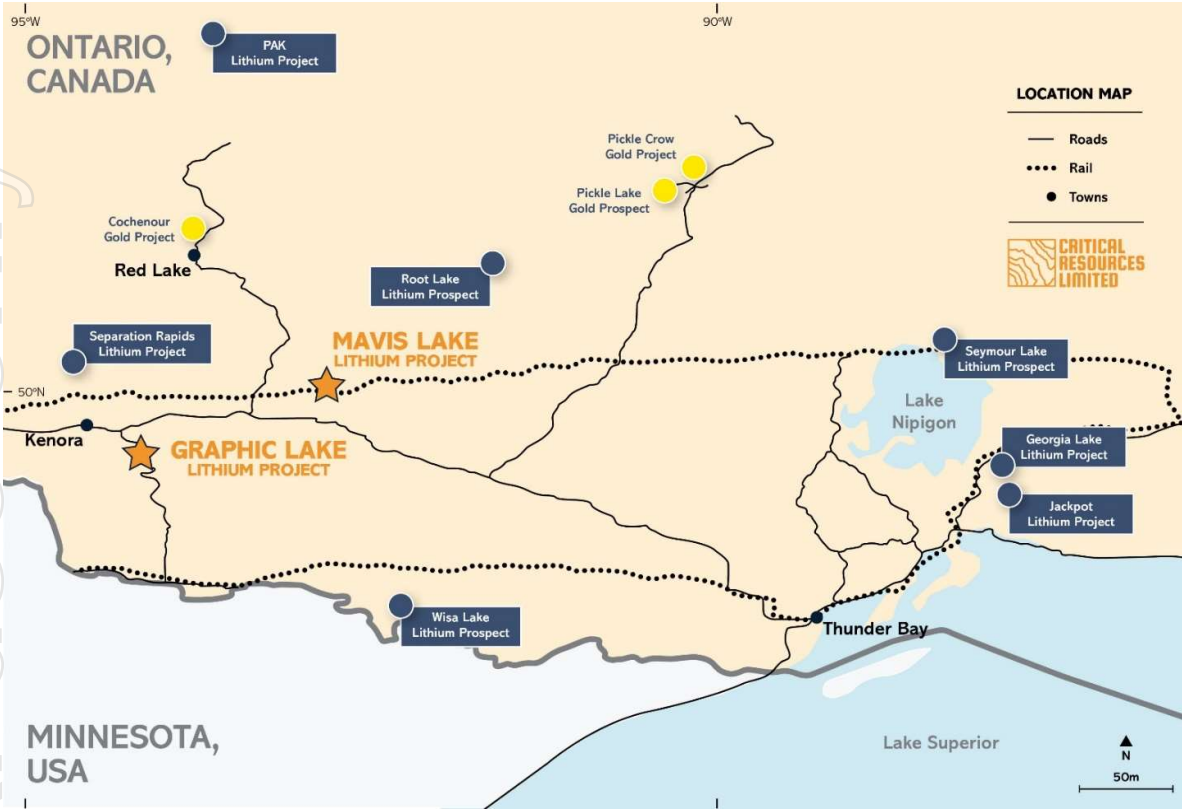 95°W
90°W
ONTARIO,
CANADA
PAK
Lithium Project
LOCATION MAP
Roads
Rail
Towns
CRITICAL
RESOURCES
LIMITED
Pickle Crow
Gold Project
Pickle Lake
Gold Prospect
Cochenour
Gold Project
Red Lake
Root Lake
Lithium Prospect
Separation Rapids
Lithium Project
MAVIS LAKE
LITHIUM PROJECT
Seymour Lake
Lithium Prospect
50°N
Lake
Nipigon
Kenora
GRAPHIC LAKE
LITHIUM PROJECT
Georgia Lake
Lithium Project
Jackpot
Lithium Project
Wisa Lake
Lithium Prospect
Thunder Bay
MINNESOTA,
USA
Lake Superior
N
50m